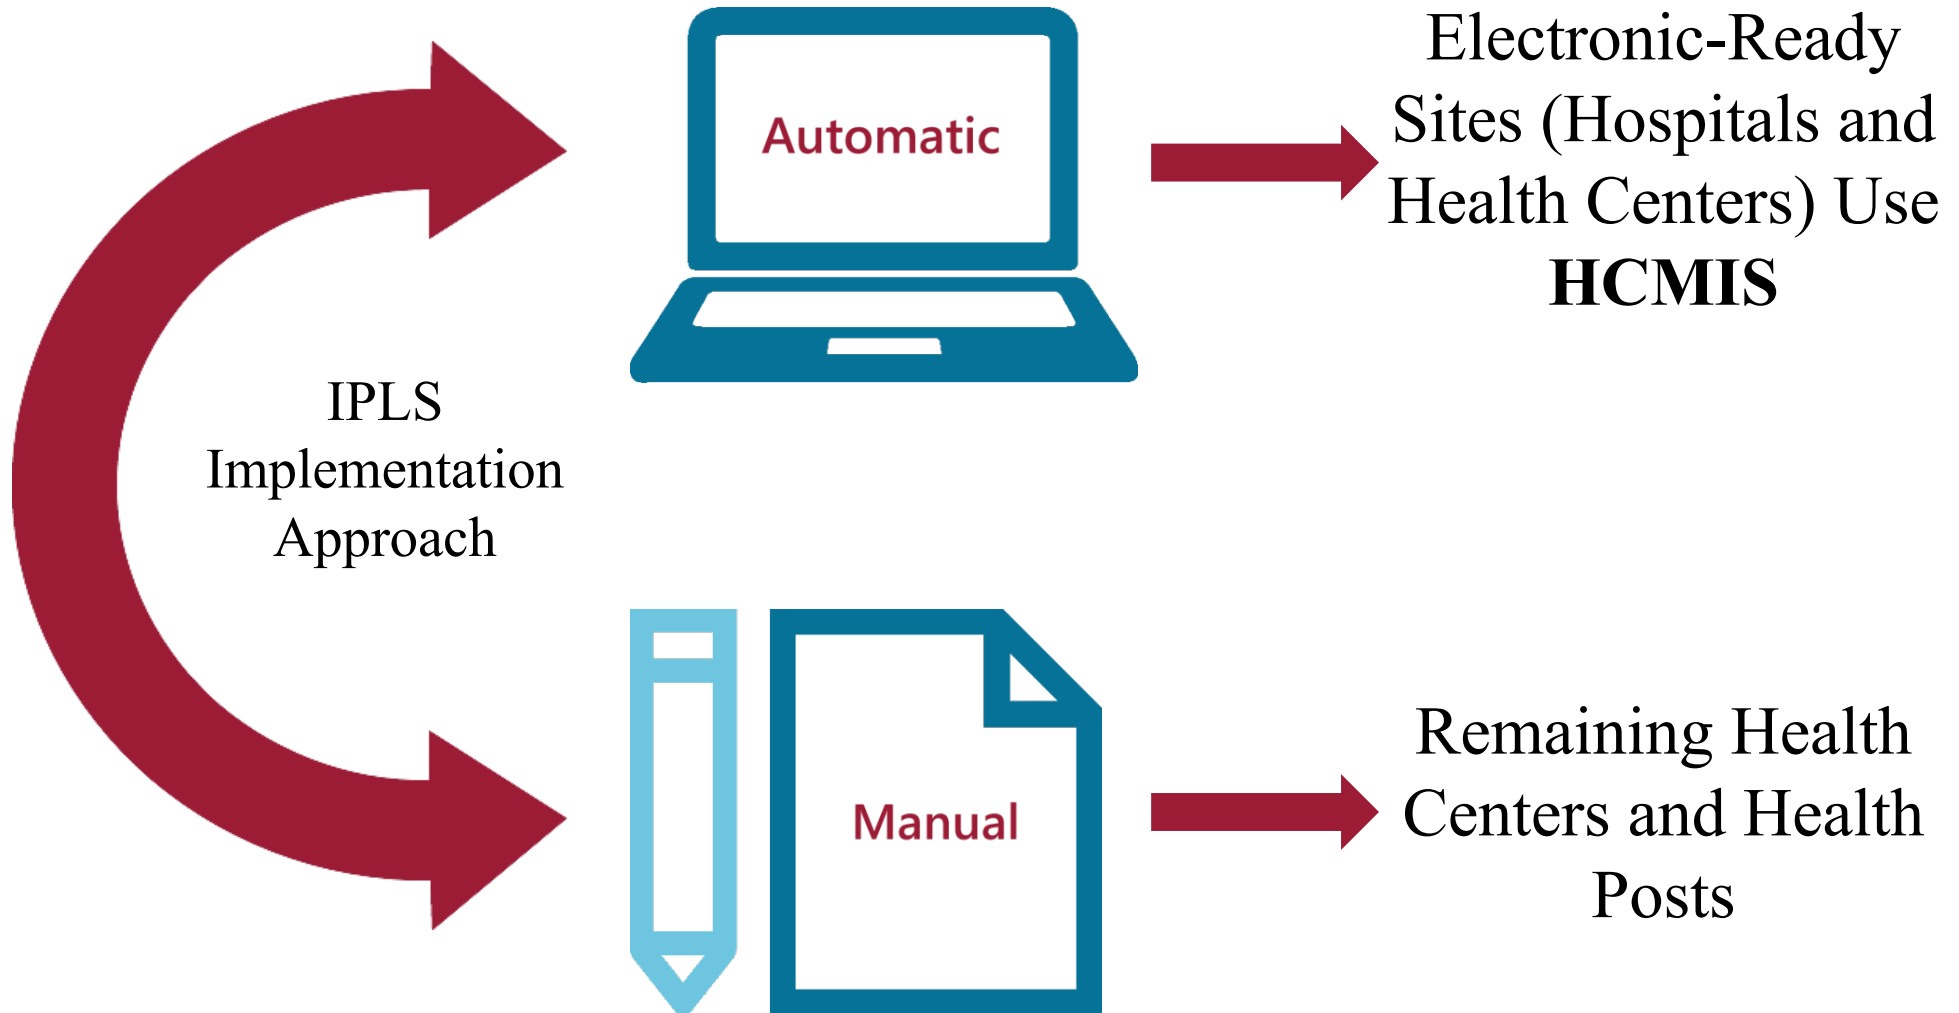 Automatic
Electronic-Ready
Sites (Hospitals and
Health Centers) Use
HCMIS
IPLS
Implementation
Approach
Manual
Remaining Health
Centers and Health
Posts